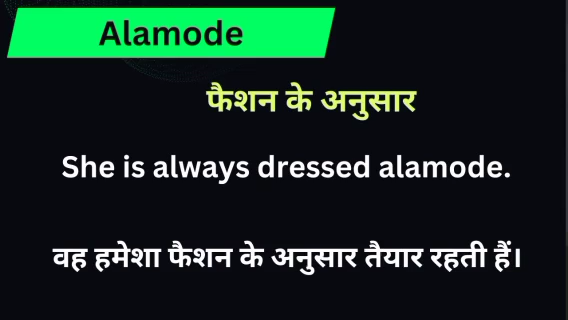 Alamode
फैशन के अनुसार
She is always dressed alamode.
वह हमेशा फैशन के अनुसार तैयार रहती हैं।